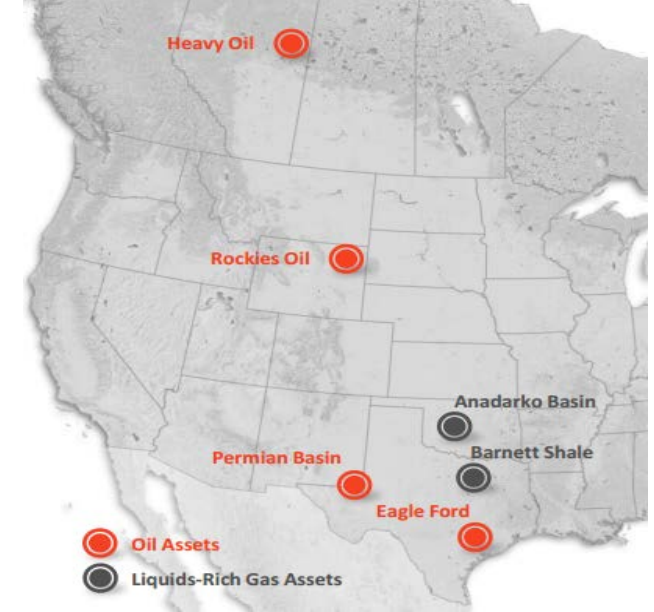 Heavy Oil
Rockies Oil
Anadarko Basin
Barnett Shale
Permian Basin
Eagle Ford
Oil Assets
Liquids-Rich Gas Assets